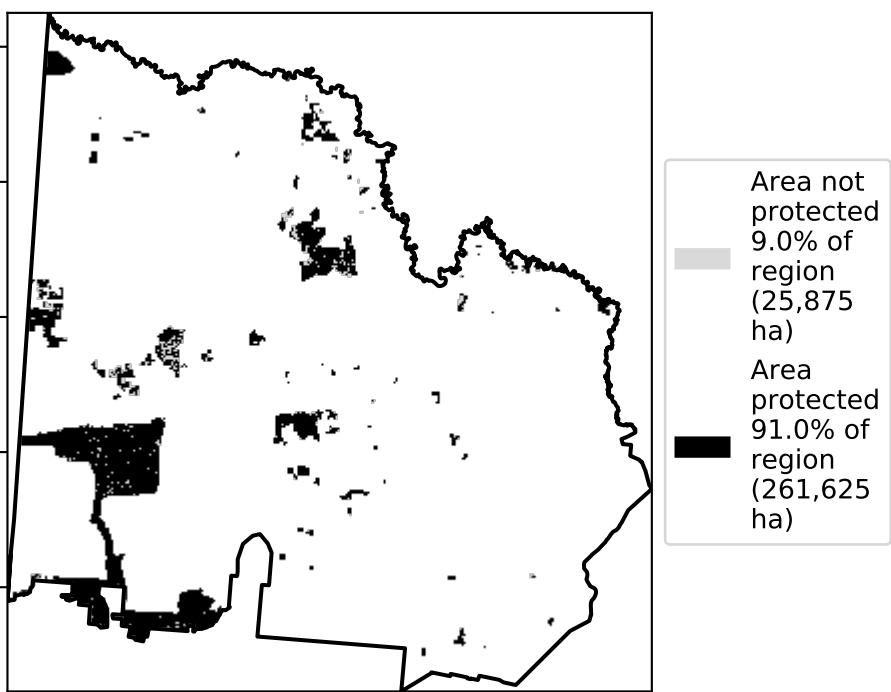 Area not
protected
9.0% of
region
(25,875
ha)
Area
protected
91.0% of
region
(261,625
ha)